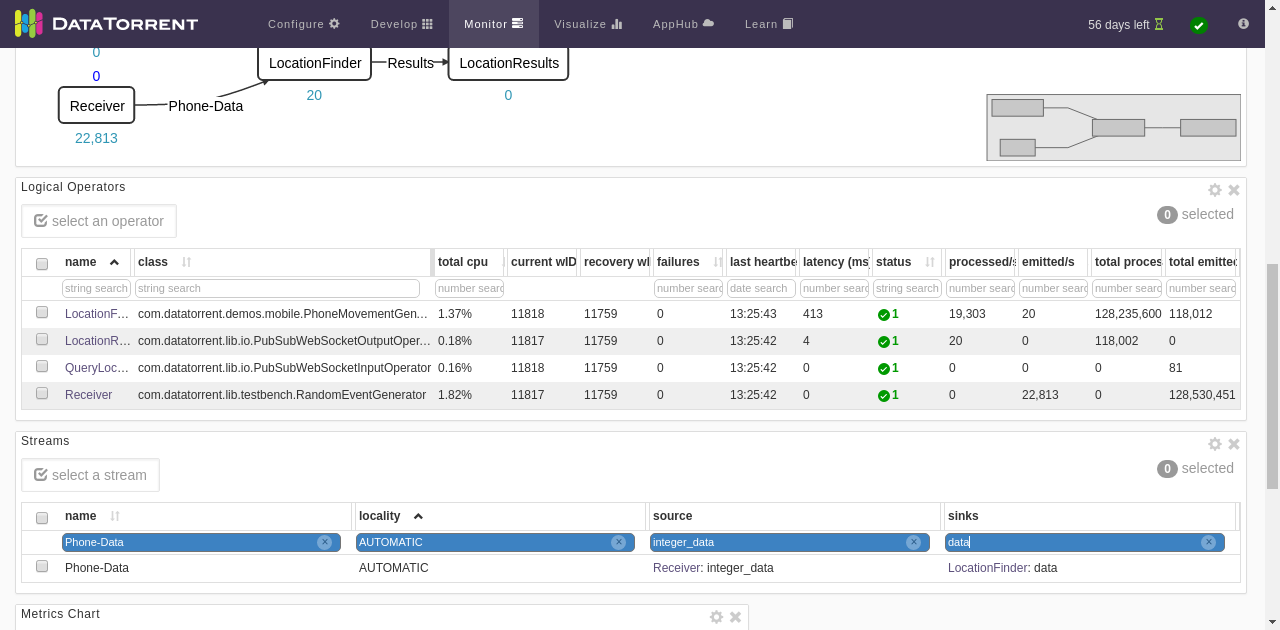 DATATORRENT Configure Develop Monitor Visualize AppHub Learn 56 days left
0
LocationFinder Results LocationResults
0
20 0
Receiver Phone-Data
22,813
Logical Operators
select an operator 0 selected
name class total cpu current wID recovery wI failures last heartbe latency (ms status processed/s emitted/s total proces total emitte
string search string search number searc number searc date search number searc string search number searc number searc number searc number searc
LocationF... com.datatorrent.demos.mobile.PhoneMovementGen... 1.37% 11818 11759 0 13:25:43 413 1 19,303 20 128,235,600 118,012
LocationR... com.datatorrent.lib.io.PubSubWebSocketOutputOper... 0.18% 11817 11759 0 13:25:42 4 1 20 0 118,002 0
QueryLoc... com.datatorrent.lib.io.PubSubWebSocketInputOperator 0.16% 11818 11759 0 13:25:42 0 1 0 0 0 81
Receiver com.datatorrent.lib.testbench.RandomEventGenerator 1.82% 11817 11759 0 13:25:42 0 1 0 22,813 0 128,530,451
Streams
select a stream 0 selected
name locality source sinks
Phone-Data AUTOMATIC integer_data data
Phone-Data AUTOMATIC Receiver: integer_data LocationFinder: data
Metrics Chart